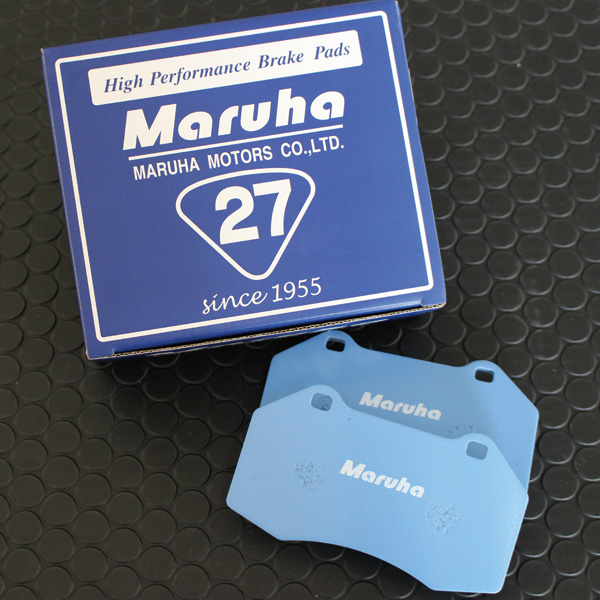 High Performance Brake Pads
Maruha
MARUHA MOTORS CO.,LTD.
27
since 1955
Maruha
Maruha